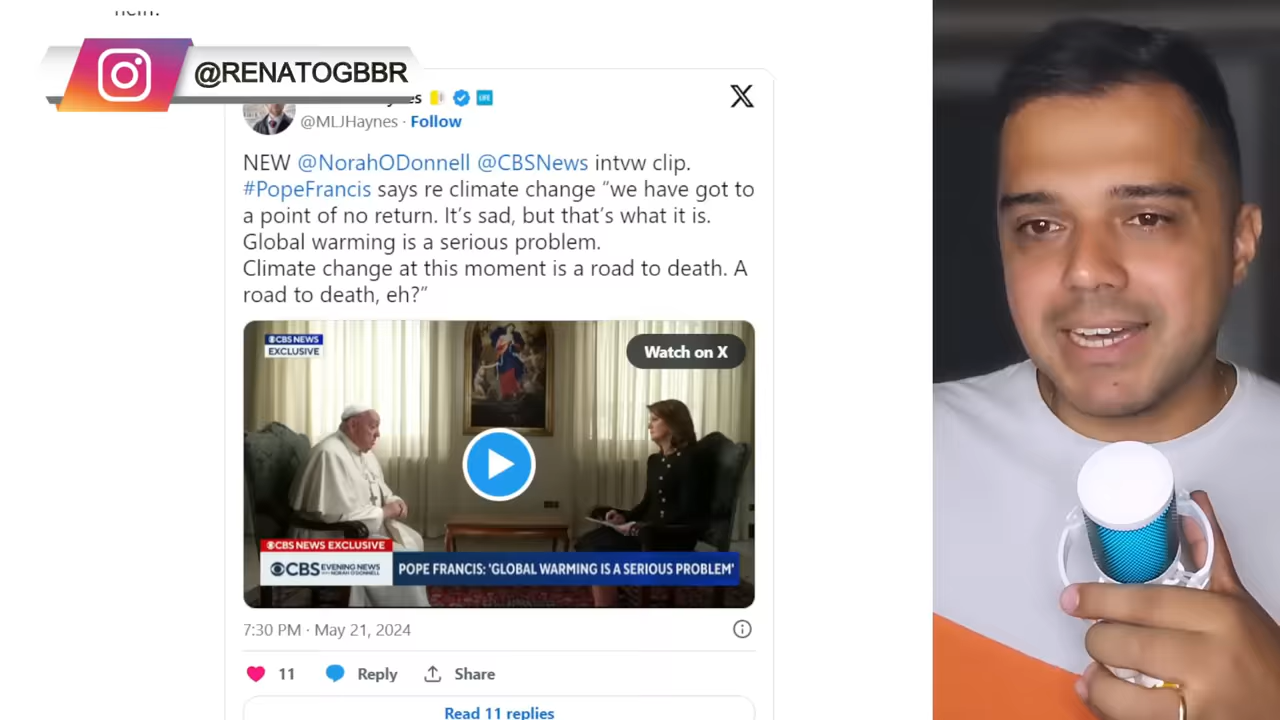 @RENATOGBBR
@MLJHaynes · Follow
NEW @NorahODonnell @CBSNews intvw clip.
#PopeFrancis says re climate change “we have got to
a point of no return. It’s sad, but that’s what it is.
Global warming is a serious problem.
Climate change at this moment is a road to death. A
road to death, eh?”
CBS NEWS
EXCLUSIVE
Watch on X
CBS NEWS EXCLUSIVE
CBS EVENING NEWS
WITH NORAH O'DONNELL
POPE FRANCIS: 'GLOBAL WARMING IS A SERIOUS PROBLEM'
7:30 PM · May 21, 2024
11 Reply Share
Read 11 replies